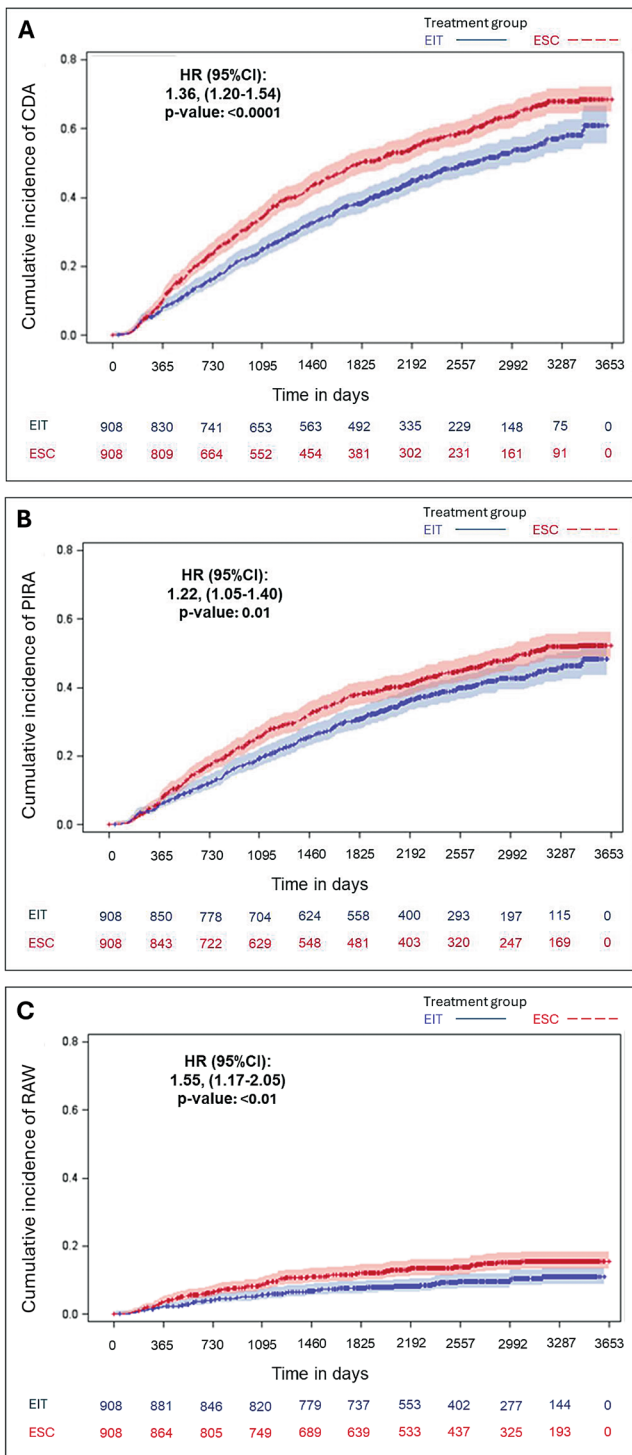 A
Treatment group
EIT ESC
HR (95%CI):
1.36, (1.20-1.54)
p-value: <0.0001
Cumulative incidence of CDA
0.8
0.6
0.4
0.2
0.0
0 365 730 1095 1460 1825 2192 2557 2992 3287 3653
Time in days
EIT 908 830 741 653 563 492 335 229 148 75 0
ESC 908 809 664 552 454 381 302 231 161 91 0
B
Treatment group
EIT ESC
HR (95%CI):
1.22, (1.05-1.40)
p-value: 0.01
Cumulative incidence of PIRA
0.8
0.6
0.4
0.2
0.0
0 365 730 1095 1460 1825 2192 2557 2992 3287 3653
Time in days
EIT 908 850 778 704 624 558 400 293 197 115 0
ESC 908 843 722 629 548 481 403 320 247 169 0
C
Treatment group
EIT ESC
HR (95%CI):
1.55, (1.17-2.05)
p-value: <0.01
Cumulative incidence of RAW
0.8
0.6
0.4
0.2
0.0
0 365 730 1095 1460 1825 2192 2557 2992 3287 3653
Time in days
EIT 908 881 846 820 779 737 553 402 277 144 0
ESC 908 864 805 749 689 639 533 437 325 193 0